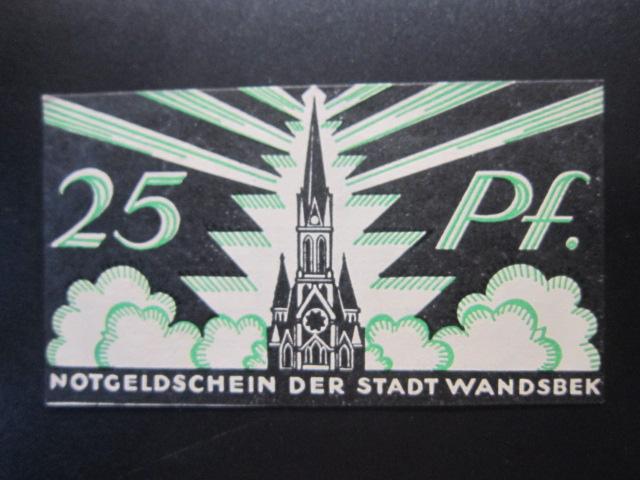 25 Pf.
NOTGELDSCHEIN DER STADT WANDSBEK